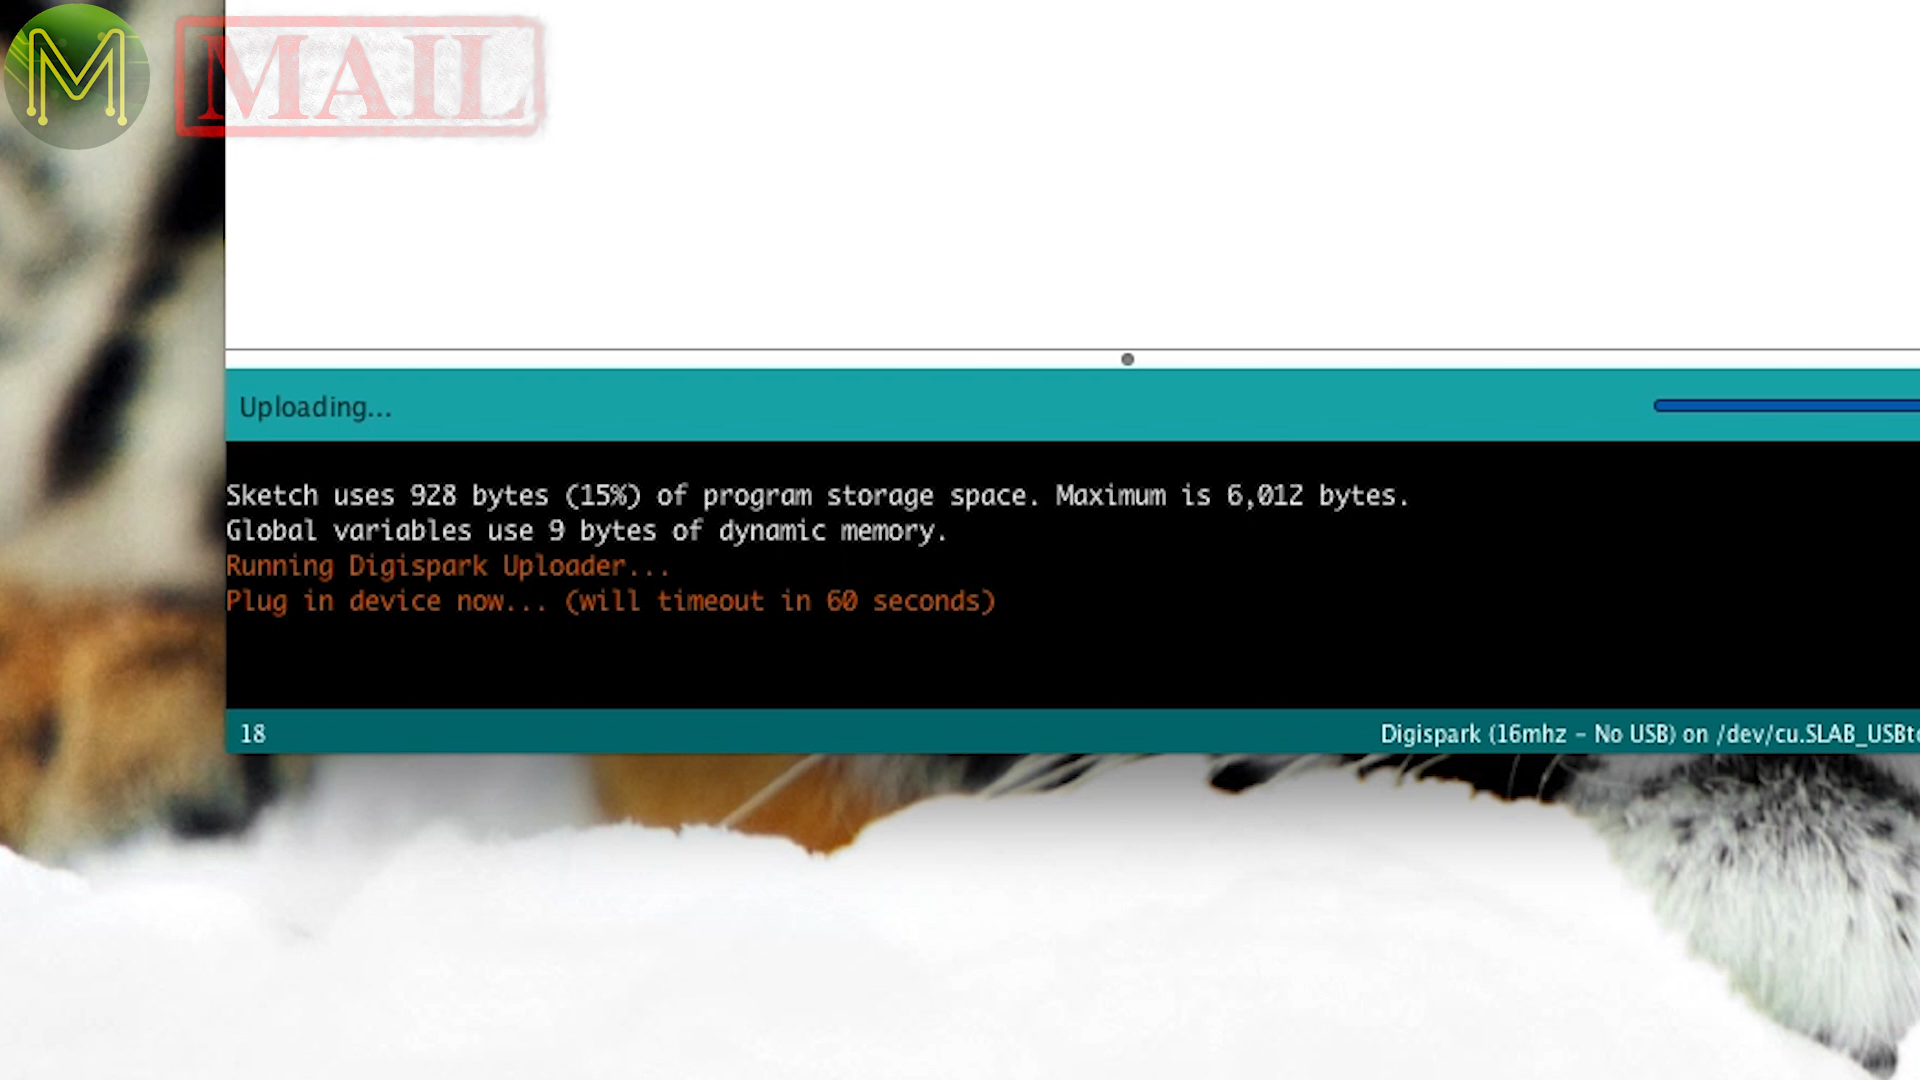 M MAIL
Uploading...
Sketch uses 928 bytes (15%) of program storage space. Maximum is 6,012 bytes.
Global variables use 9 bytes of dynamic memory.
Running Digispark Uploader...
Plug in device now... (will timeout in 60 seconds)
18
Digispark (16mhz - No USB) on /dev/cu.SLAB_USBt